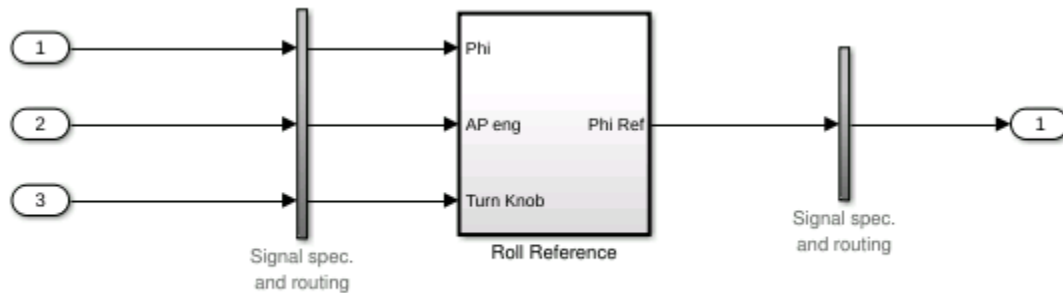 1
Phi
2
AP eng
Phi Ref
1
3
Turn Knob
Signal spec.
and routing
Roll Reference
Signal spec.
and routing